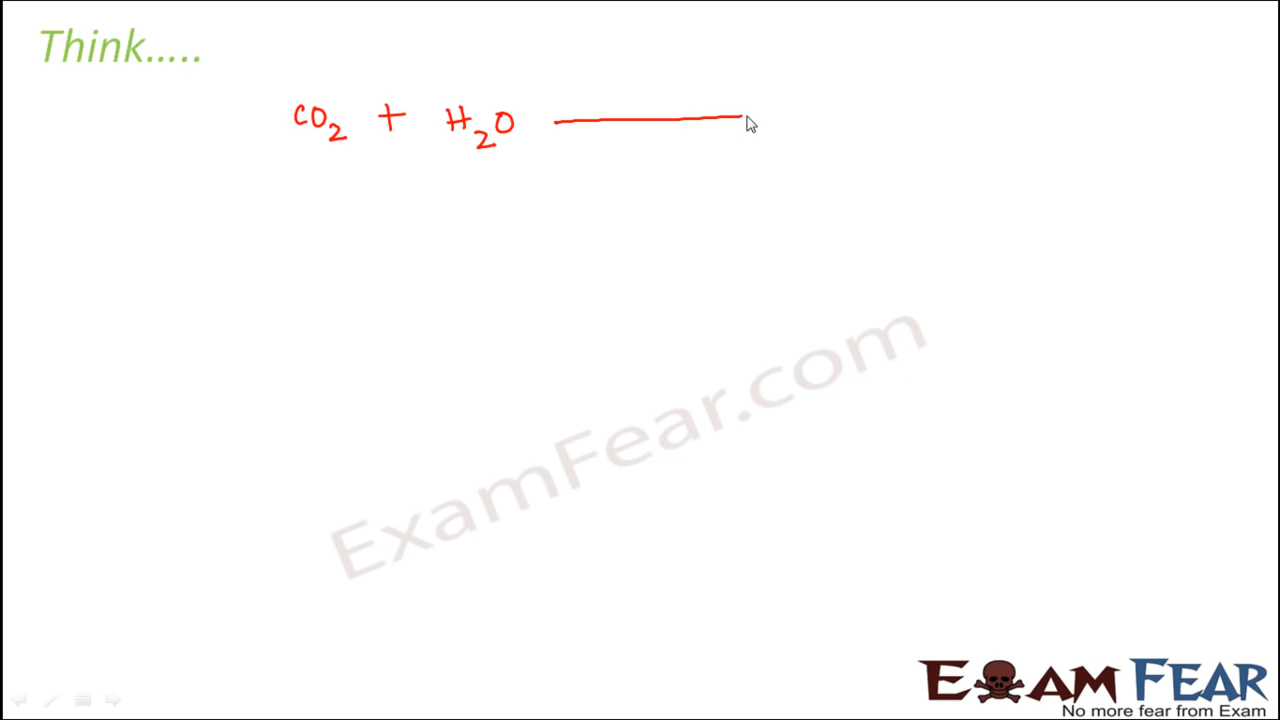 Think.....
CO2 + H2O
ExamFear.com
EXAM FEAR
No more fear from Exam